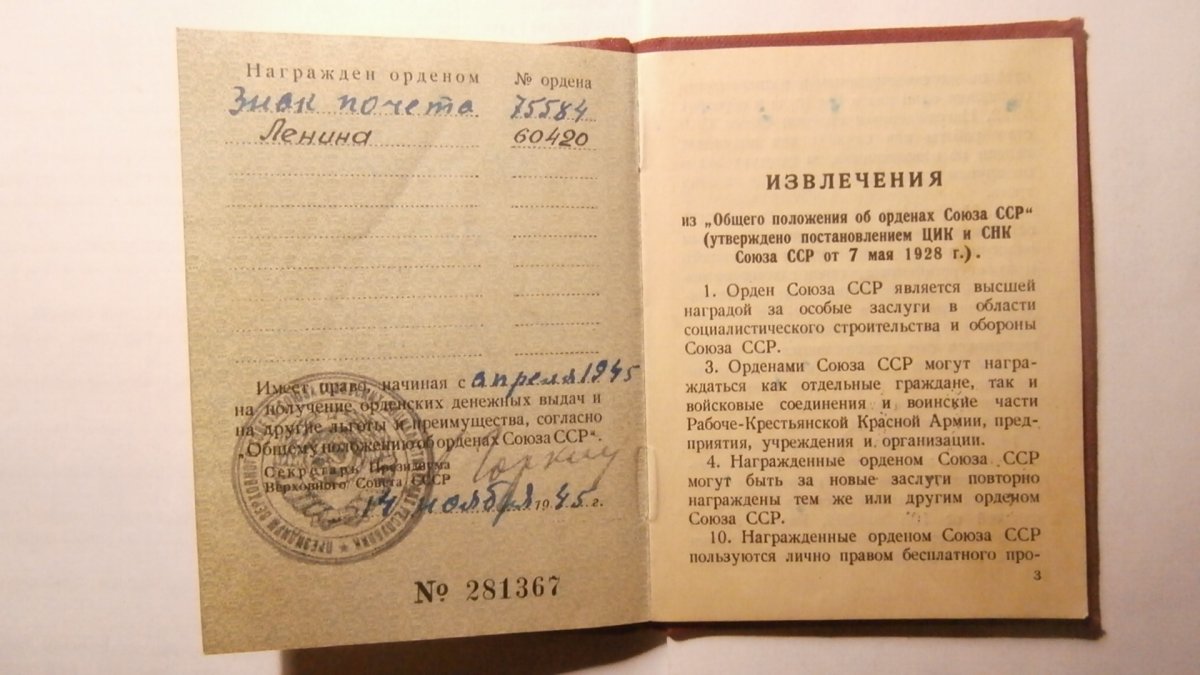 Награжден орденом № ордена
Знак почета 75584
Ленина 60420
Имеет право, начиная с апреля 1945
на получение орденских денежных выдач и
на другие льготы и преимущества, согласно
"Общему положению об орденах Союза ССР".
Секретарь Президиума
Верховного Совета СССР
14 ноября 1945 г.
№ 281367
ИЗВЛЕЧЕНИЯ
из „Общего положения об орденах Союза ССР“
(утверждено постановлением ЦИК и СНК
Союза ССР от 7 мая 1928 г.).
1. Орден Союза ССР является высшей
наградой за особые заслуги в области
социалистического строительства и обороны
Союза ССР.
3. Орденами Союза ССР могут награ-
ждаться как отдельные граждане, так и
войсковые соединения и воинские части
Рабоче-Крестьянской Красной Армии, пред-
приятия, учреждения и организации.
4. Награжденные орденом Союза ССР
могут быть за новые заслуги повторно
награждены тем же или другим орденом
Союза ССР.
10. Награжденные орденом Союза ССР
пользуются лично правом бесплатного про-
3